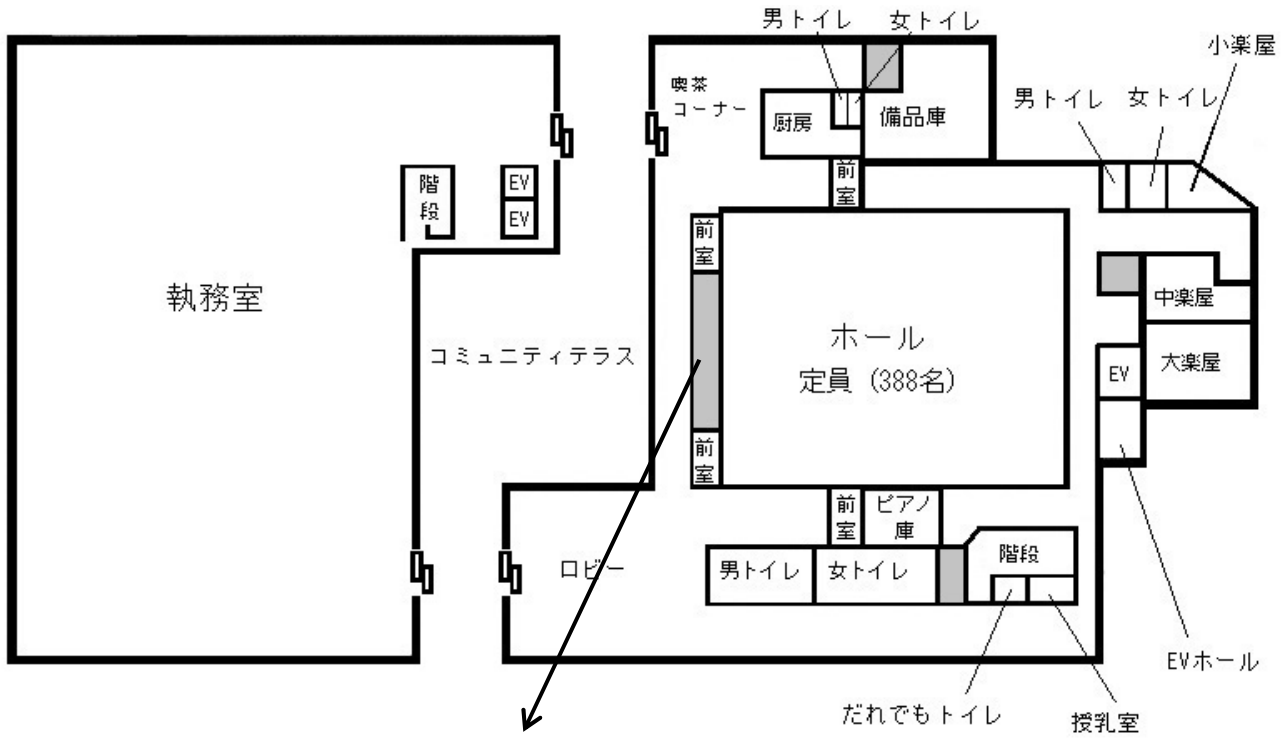 男トイレ
女トイレ
小楽屋
喫茶
コーナー
厨房
備品庫
男トイレ
女トイレ
階
段
EV
EV
前
室
前
室
執務室
コミュニティテラス
ホール
定員（388名）
中楽屋
大楽屋
EV
前
室
前
室
ピアノ
庫
ロビー
男トイレ
女トイレ
階段
EVホール
だれでもトイレ
授乳室